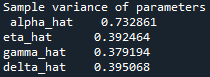 Sample variance of parameters
alpha_hat 0.732861
eta_hat 0.392464
gamma_hat 0.379194
delta_hat 0.395068